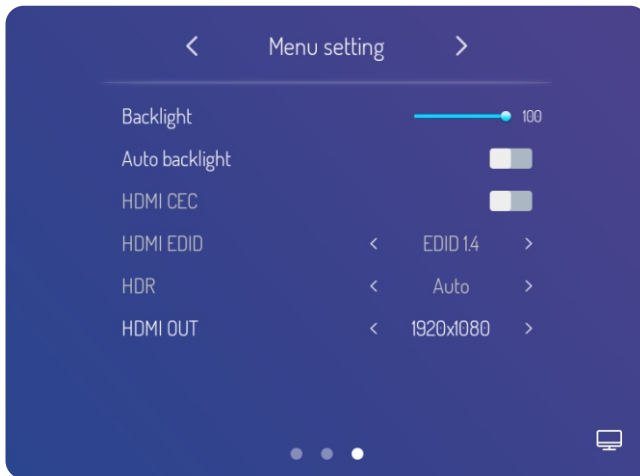 Menu setting
Backlight 100
Auto backlight
HDMI CEC
HDMI EDID < EDID 1.4 >
HDR < Auto >
HDMI OUT < 1920x1080 >